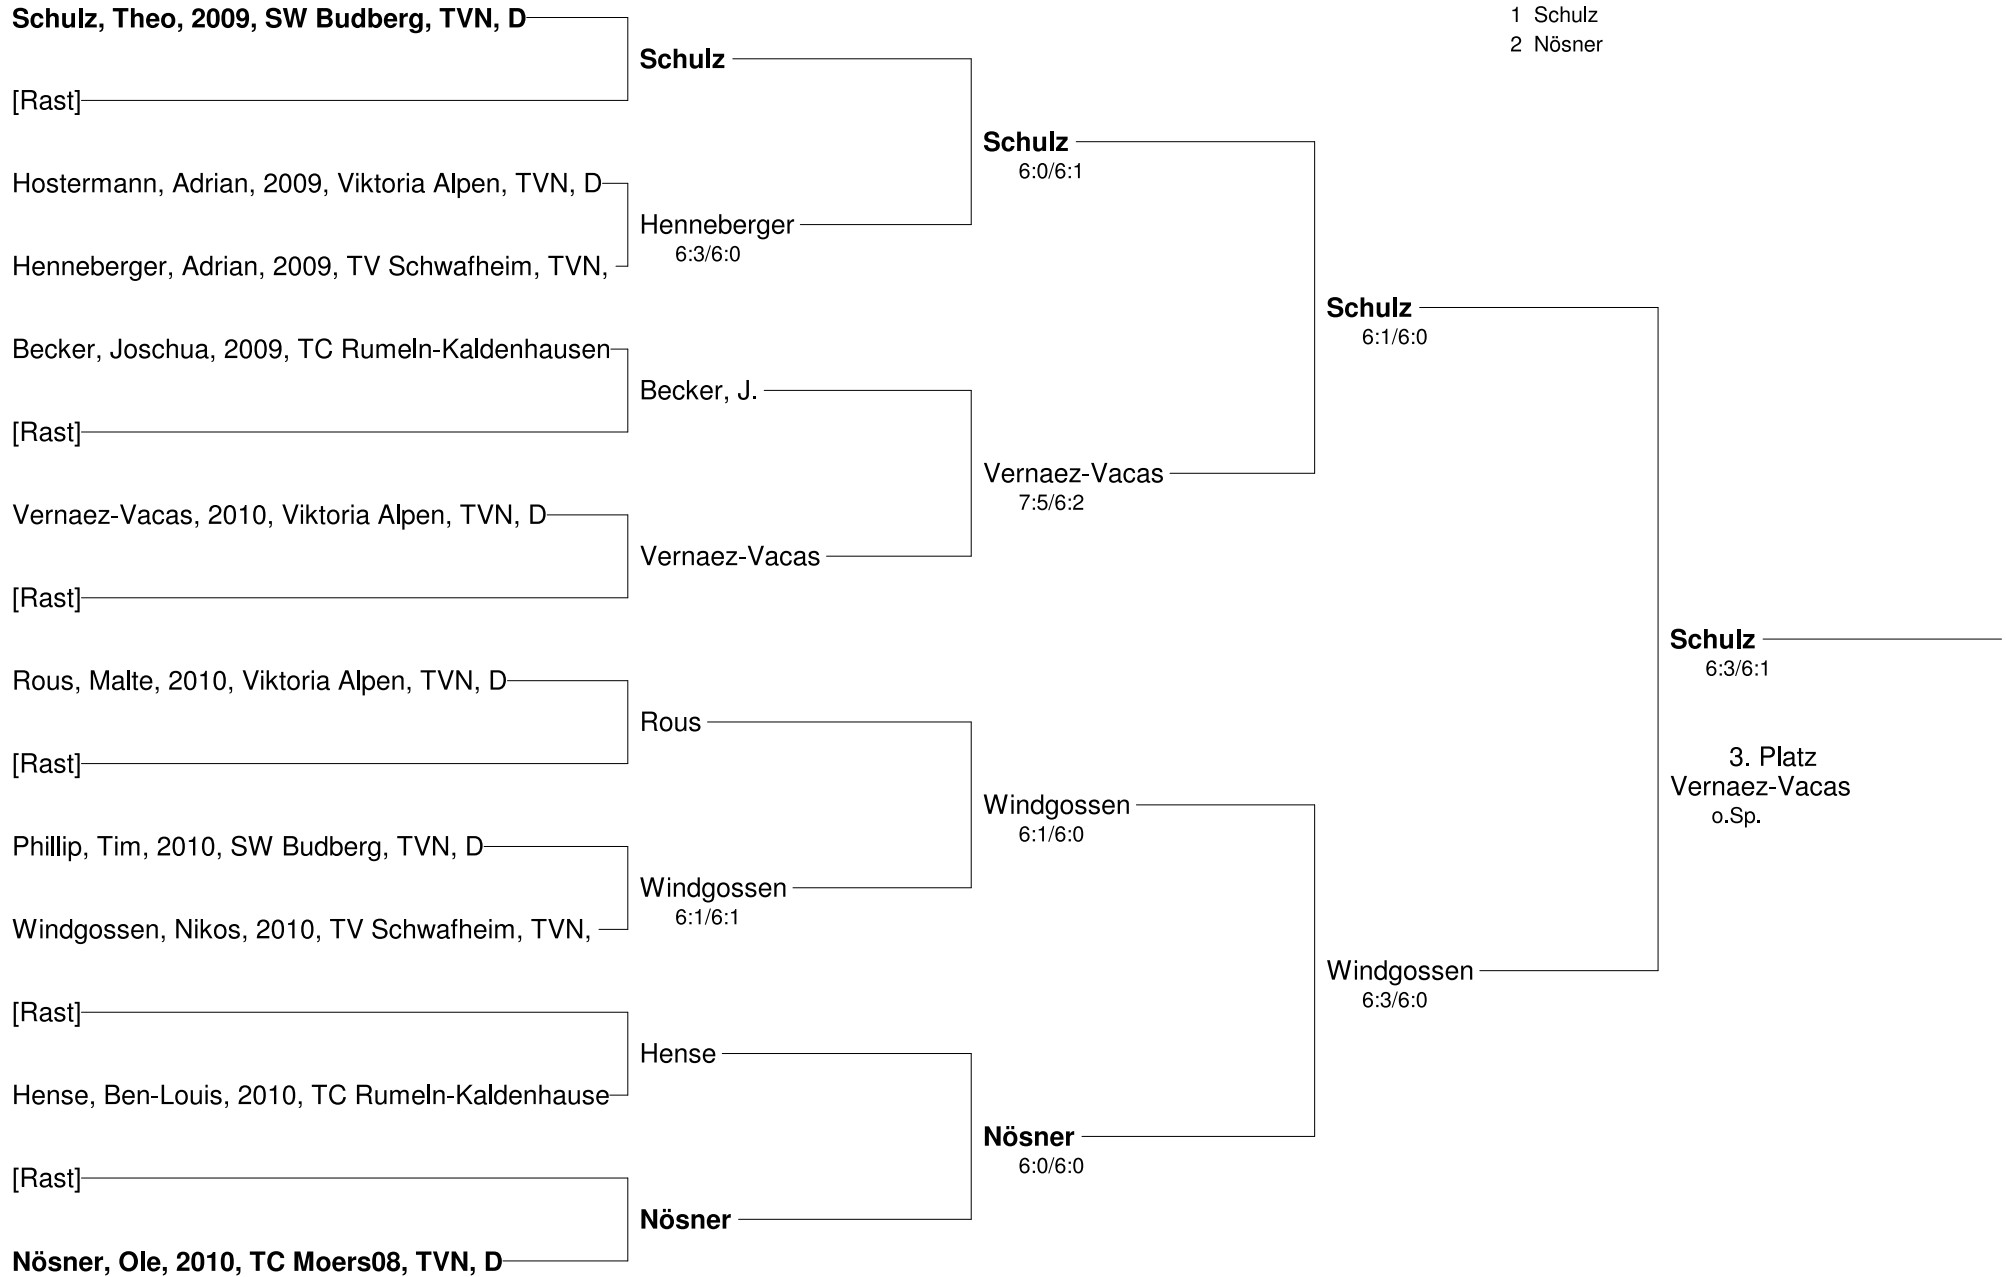 Schulz, Theo, 2009, SW Budberg, TVN, D
[Rast]
Hostermann, Adrian, 2009, Viktoria Alpen, TVN, D
Henneberger, Adrian, 2009, TV Schwafheim, TVN,
Becker, Joschua, 2009, TC Rumeln-Kaldenhausen
[Rast]
Vernaez-Vacas, 2010, Viktoria Alpen, TVN, D
[Rast]
Rous, Malte, 2010, Viktoria Alpen, TVN, D
[Rast]
Phillip, Tim, 2010, SW Budberg, TVN, D
Windgossen, Nikos, 2010, TV Schwafheim, TVN,
[Rast]
Hense, Ben-Louis, 2010, TC Rumeln-Kaldenhause
[Rast]
Nösner, Ole, 2010, TC Moers08, TVN, D
Schulz
Henneberger
6:3/6:0
Becker, J.
Vernaez-Vacas
Rous
Windgossen
6:1/6:1
Hense
Nösner
Schulz
6:0/6:1
Vernaez-Vacas
7:5/6:2
Windgossen
6:1/6:0
Nösner
6:0/6:0
Schulz
6:1/6:0
Windgossen
6:3/6:0
1 Schulz
2 Nösner
Schulz
6:3/6:1
3. Platz
Vernaez-Vacas
o.Sp.